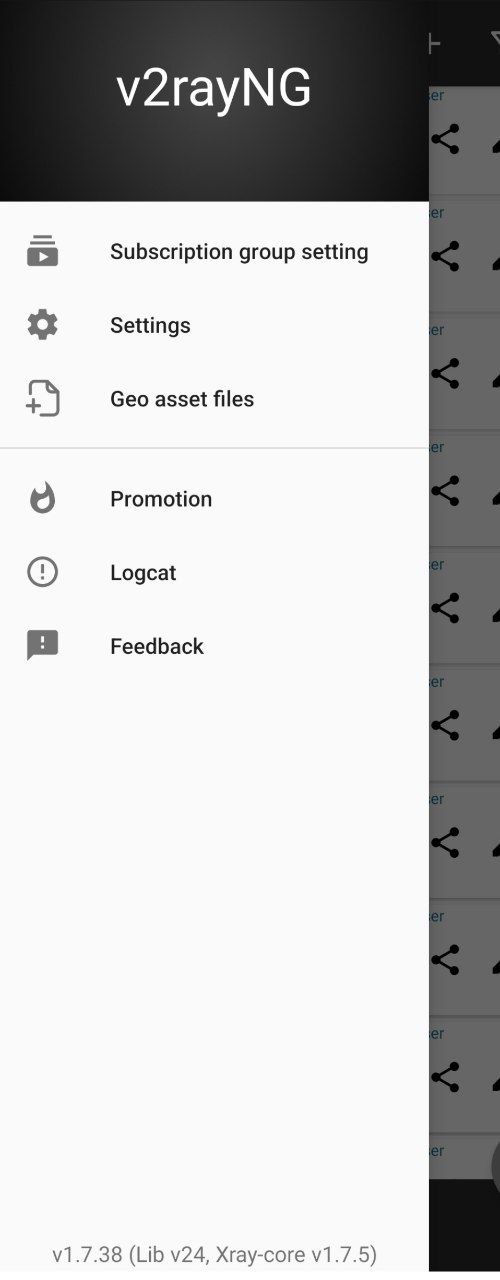 v2rayNG
Subscription group setting
Settings
Geo asset files
Promotion
Logcat
Feedback
v1.7.38 (Lib v24, Xray-core v1.7.5)